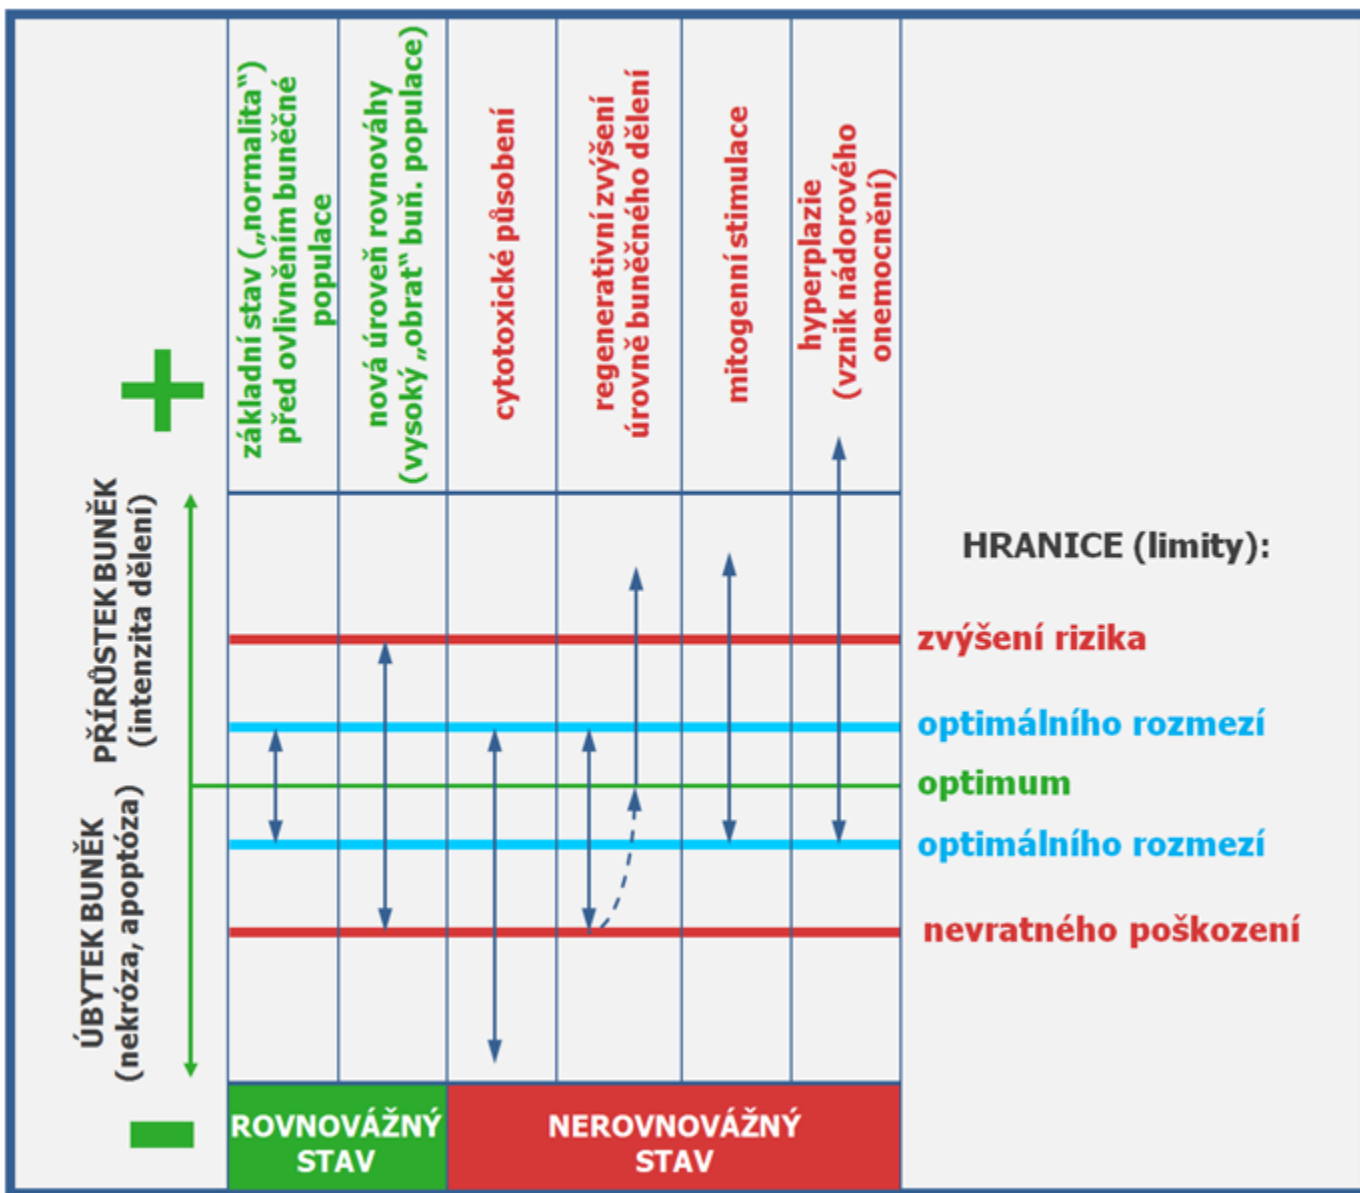 základní stav („normalita“)
před ovlivněním buněčné
populace
nová úroveň rovnováhy
(vysoký „obrat“ buň. populace)
cytotoxické působení
regenerativní zvýšení
úrovně buněčného dělení
mitogenní stimulace
hyperplazie
(vznik nádorového
onemocnění)
+
PŘÍRŮSTEK BUNĚK
(intenzita dělení)
ÚBYTEK BUNĚK
(nekróza, apoptóza)
–
HRANICE (limity):
zvýšení rizika
optimálního rozmezí
optimum
optimálního rozmezí
nevratného poškození
ROVNOVÁŽNÝ
STAV
NEROVNOVÁŽNÝ
STAV